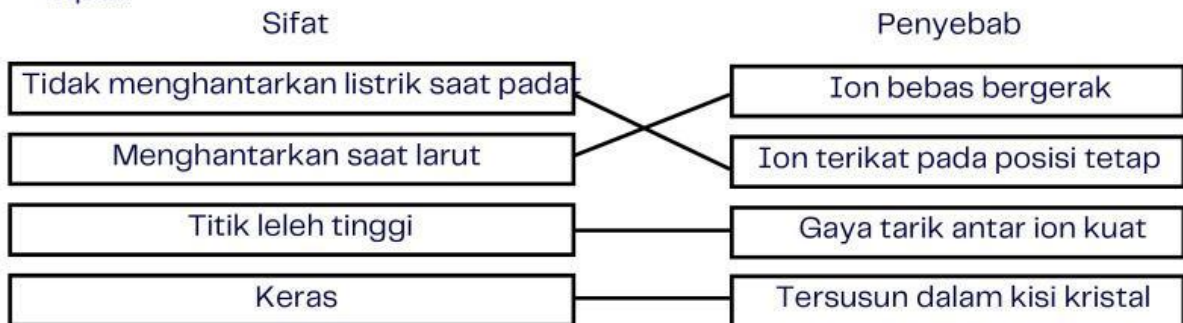 Sifat
Penyebab
Tidak menghantarkan listrik saat padat
Ion bebas bergerak
Menghantarkan saat larut
Ion terikat pada posisi tetap
Titik leleh tinggi
Gaya tarik antar ion kuat
Keras
Tersusun dalam kisi kristal